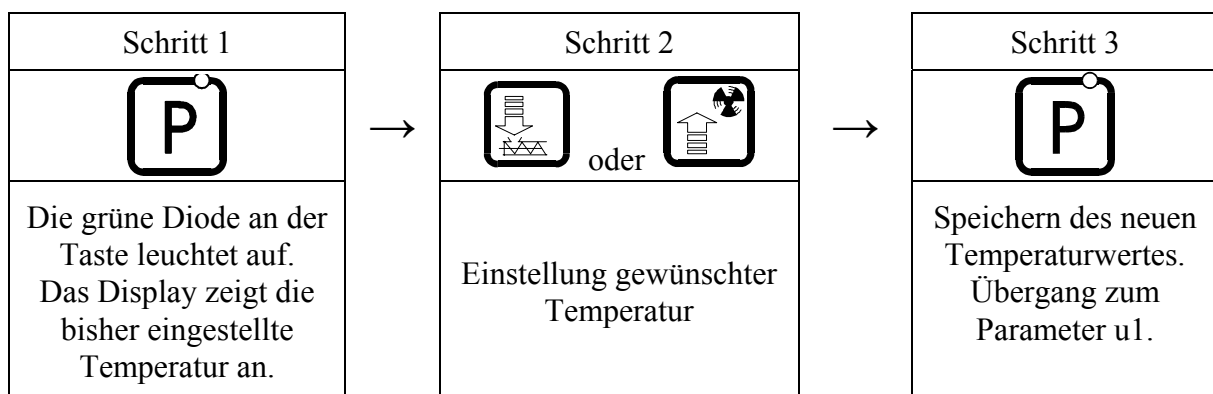 Schritt 1
P
Die grüne Diode an der
Taste leuchtet auf.
Das Display zeigt die
bisher eingestellte
Temperatur an.
→
Schritt 2
oder
Einstellung gewünschter
Temperatur
→
Schritt 3
P
Speichern des neuen
Temperaturwertes.
Übergang zum
Parameter u1.